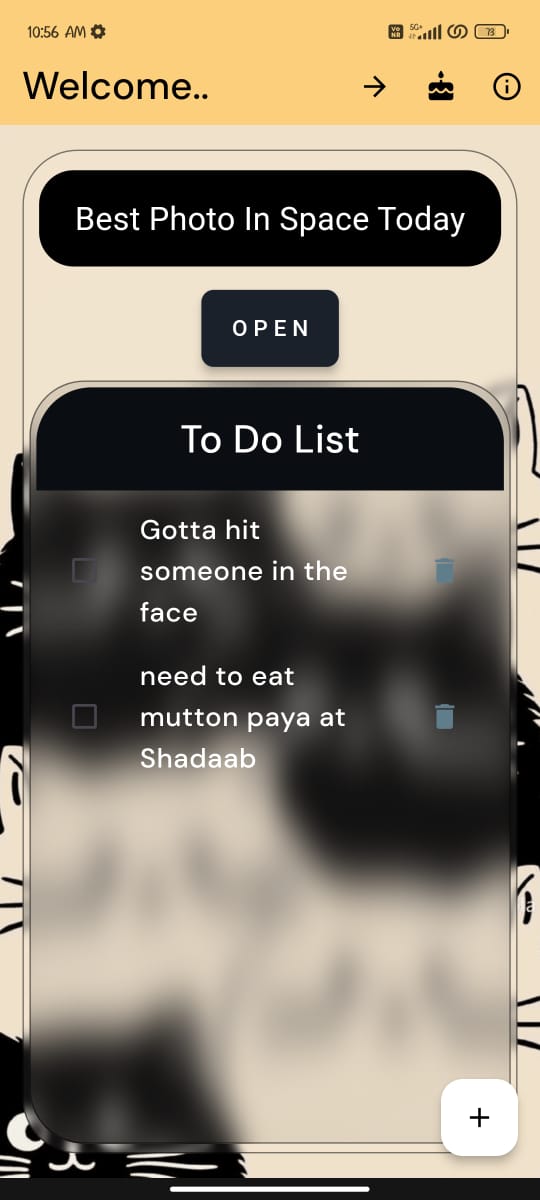 10:56 AM
VO NR 5G+ 73
Welcome..
Best Photo In Space Today
OPEN
To Do List
Gotta hit
someone in the
face
need to eat
mutton paya at
Shadaab